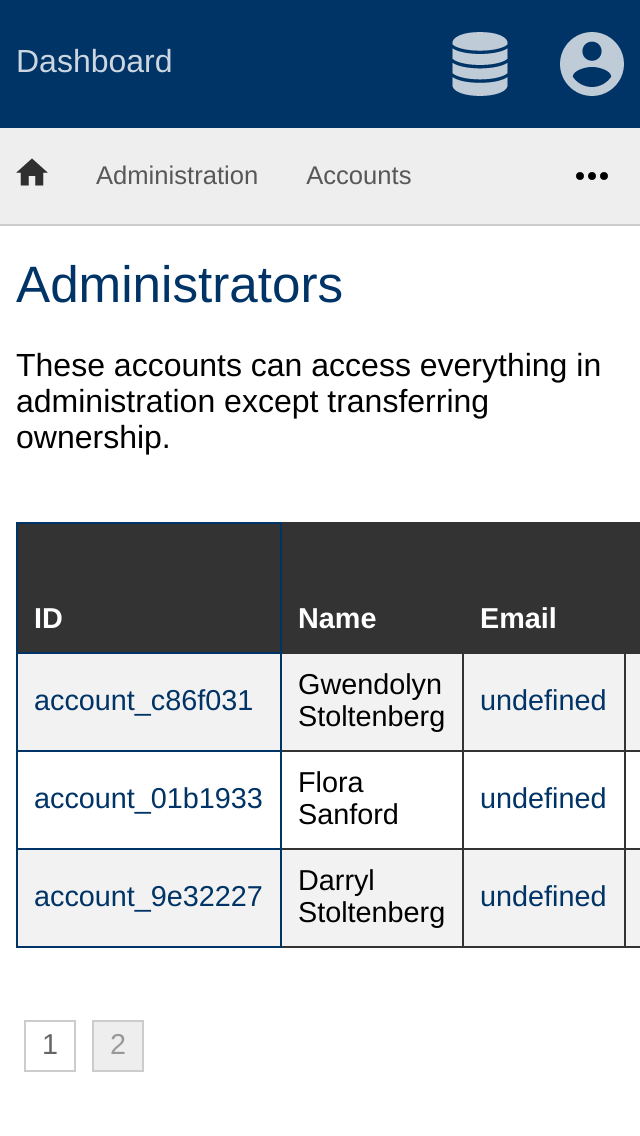 Dashboard
Administration Accounts
Administrators
These accounts can access everything in
administration except transferring
ownership.
ID Name Email
account_c86f031 Gwendolyn Stoltenberg undefined
account_01b1933 Flora Sanford undefined
account_9e32227 Darryl Stoltenberg undefined
1 2